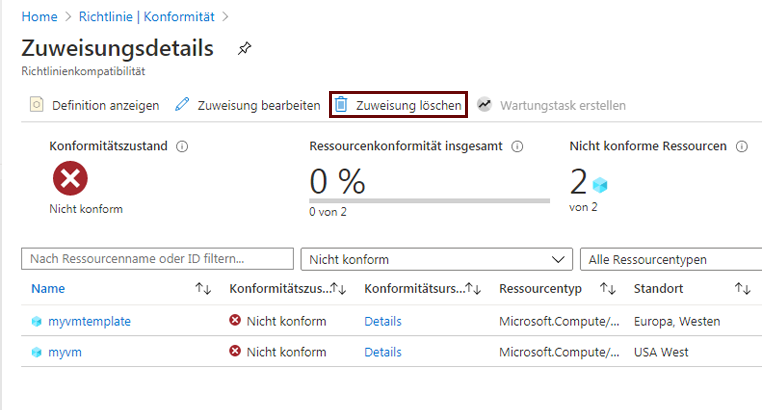 Home > Richtlinie | Konformität >
Zuweisungsdetails
Richtlinienkompatibilität
Definition anzeigen Zuweisung bearbeiten Zuweisung löschen Wartungstask erstellen
Konformitätszustand Ressourcenkonformität insgesamt Nicht konforme Ressourcen
0 % 2
Nicht konform 0 von 2 von 2
Nach Ressourcenname oder ID filtern... Nicht konform Alle Ressourcentypen
Name Konformitätszus... Konformitätsurs... Ressourcentyp Standort
myvmtemplate Nicht konform Details Microsoft.Compute/... Europa, Westen
myvm Nicht konform Details Microsoft.Compute/... USA West